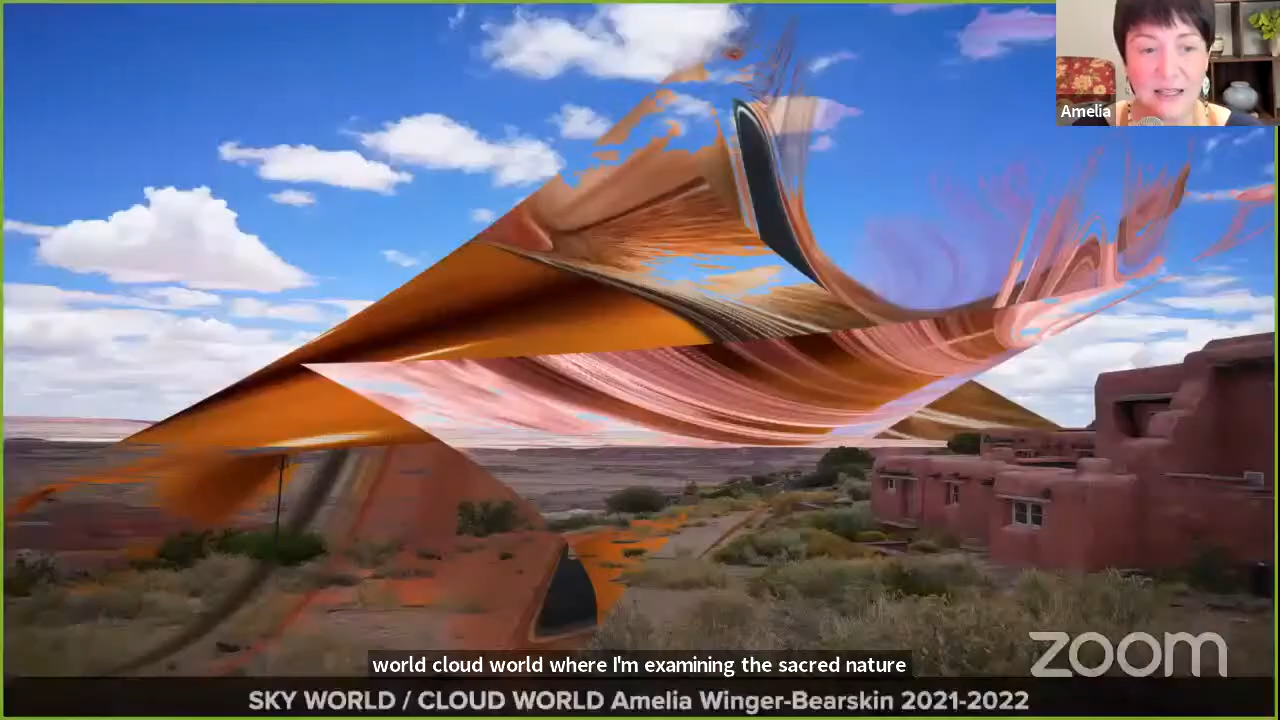 Amelia
world cloud world where I'm examining the sacred nature
zoom
SKY WORLD / CLOUD WORLD Amelia Winger-Bearskin 2021-2022